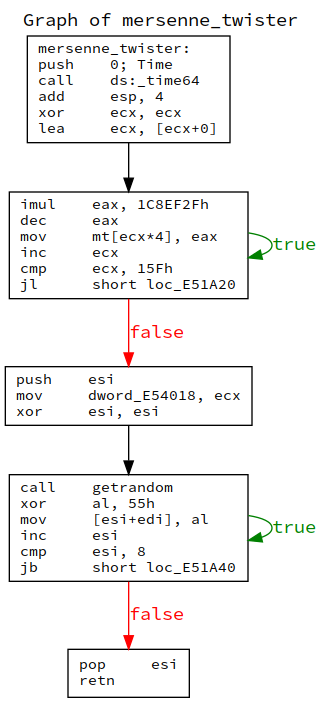 Graph of mersenne_twister
mersenne_twister:
push    0; Time
call    ds:_time64
add     esp, 4
xor     ecx, ecx
lea     ecx, [ecx+0]
imul    eax, 1C8EF2Fh
dec     eax
mov     mt[ecx*4], eax
inc     ecx
cmp     ecx, 15Fh
jl      short loc_E51A20
true
false
push    esi
mov     dword_E54018, ecx
xor     esi, esi
call    getrandom
xor     al, 55h
mov     [esi+edi], al
inc     esi
cmp     esi, 8
jb      short loc_E51A40
true
false
pop     esi
retn